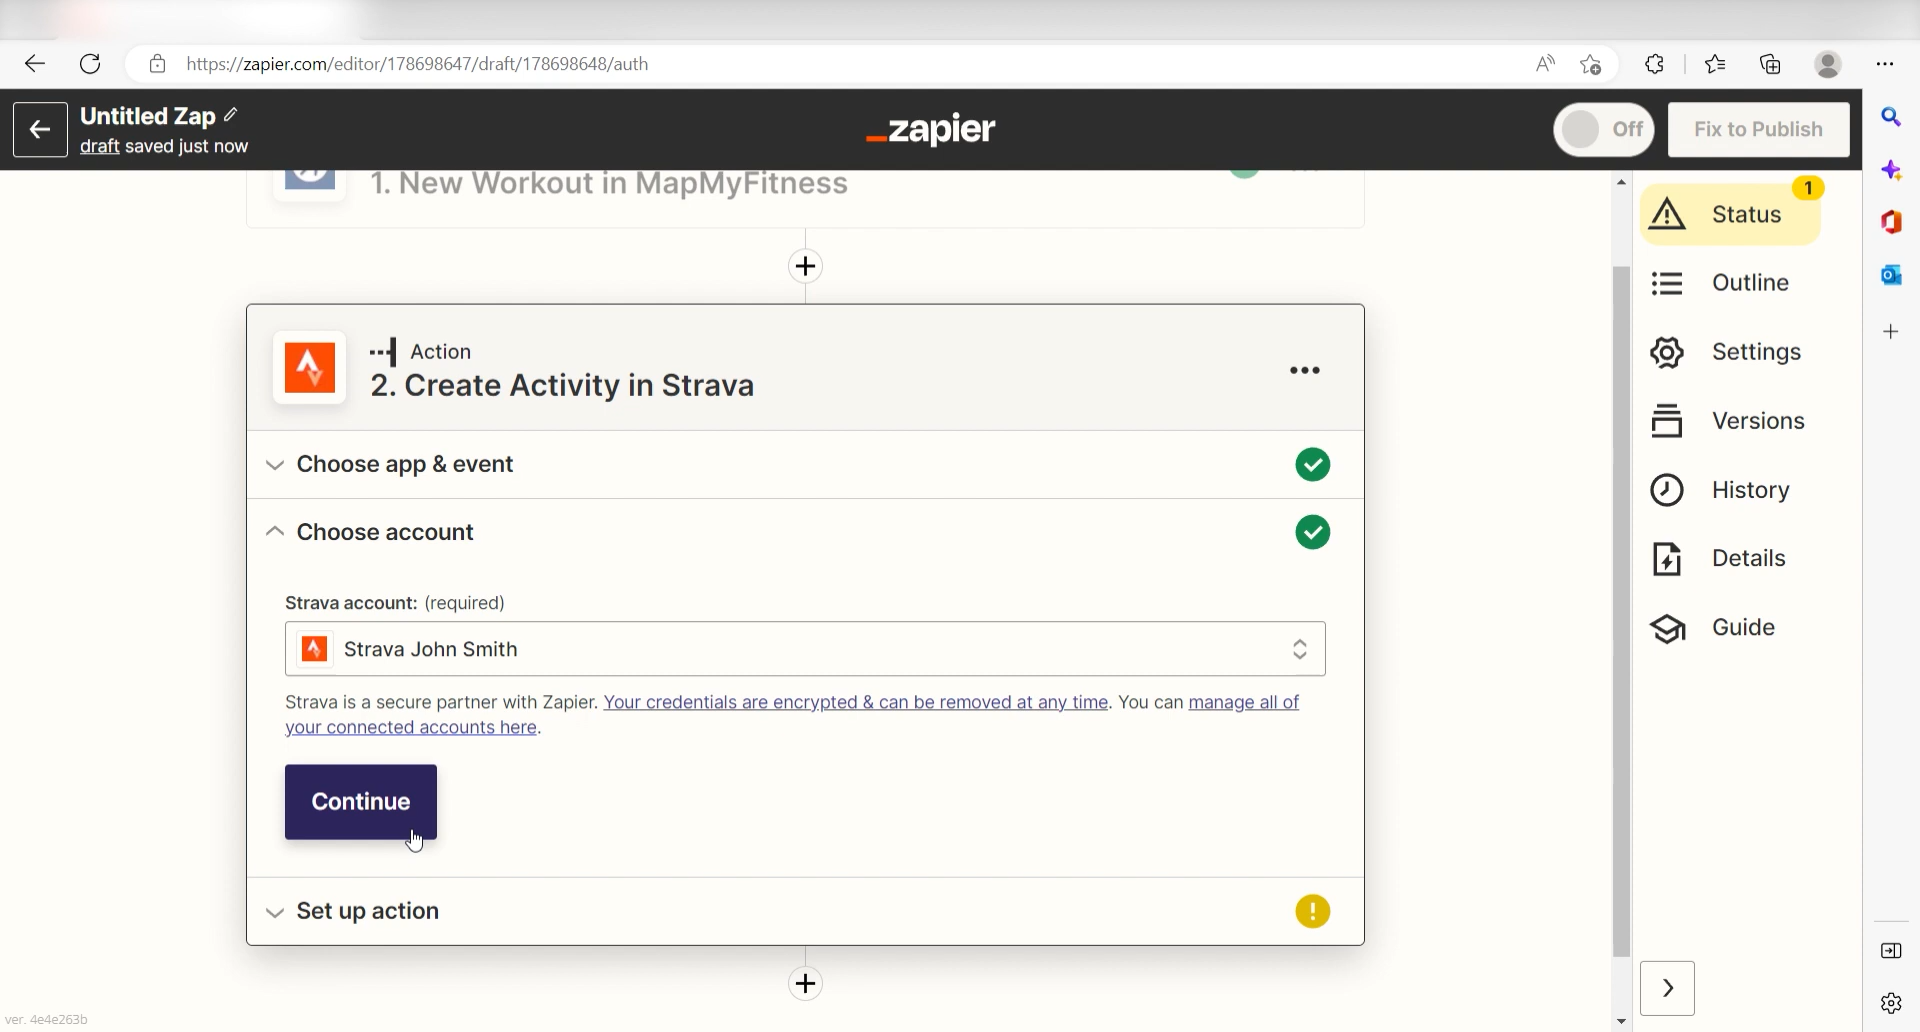 https://zapier.com/editor/178698647/draft/178698648/auth
Untitled Zap
draft saved just now
_zapier
Off
Fix to Publish
1. New Workout in MapMyFitness
1
Status
Outline
Settings
Versions
History
Details
Guide
Action
2. Create Activity in Strava
Choose app & event
Choose account
Strava account: (required)
Strava John Smith
Strava is a secure partner with Zapier. Your credentials are encrypted & can be removed at any time. You can manage all of
your connected accounts here.
Continue
Set up action
ver. 4e4e263b